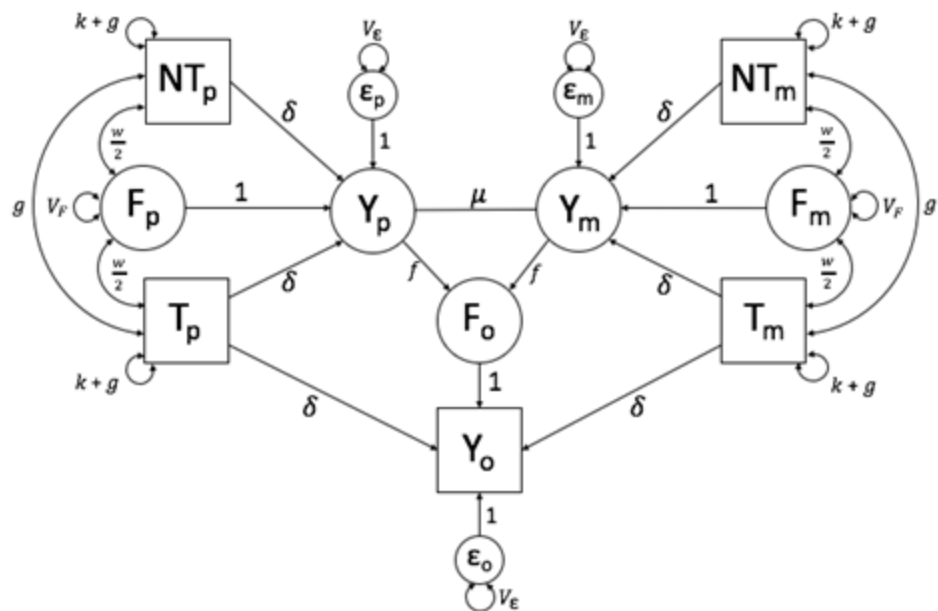 k + g
V_ε
V_ε
k + g
NT_p
ε_p
ε_m
NT_m
δ
1
1
δ
w/2
w/2
g
V_F
F_p
1
Y_p
μ
Y_m
1
F_m
V_F
g
w/2
δ
f
f
δ
w/2
T_p
F_o
T_m
k + g
1
k + g
δ
δ
Y_o
1
ε_o
V_ε